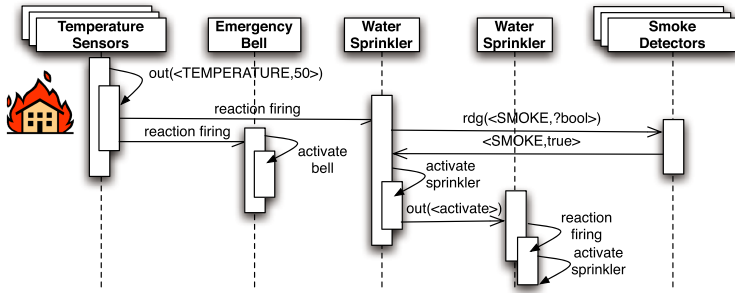 Temperature
Sensors
Emergency
Bell
Water
Sprinkler
Water
Sprinkler
Smoke
Detectors
out(<TEMPERATURE,50>)
reaction firing
rdg(<SMOKE,?bool>)
reaction firing
<SMOKE,true>
activate
bell
activate
sprinkler
out(<activate>)
reaction
firing
activate
sprinkler